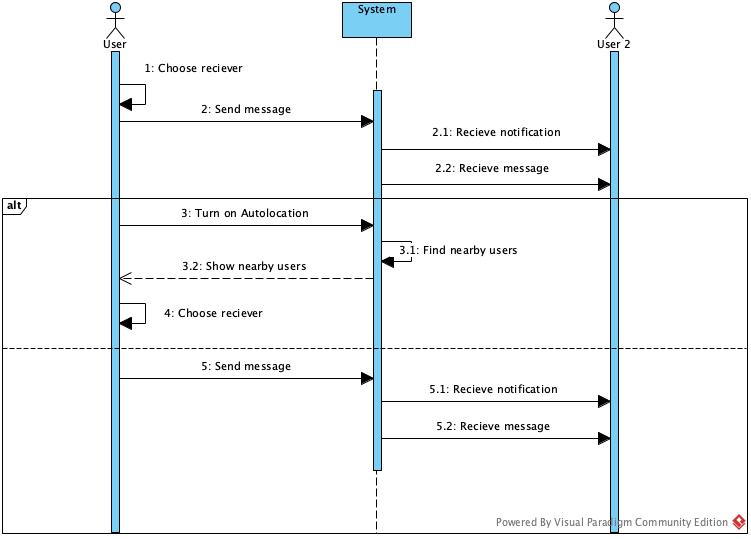 System
User
User 2
1: Choose reciever
2: Send message
2.1: Recieve notification
2.2: Recieve message
alt
3: Turn on Autolocation
3.1: Find nearby users
3.2: Show nearby users
4: Choose reciever
5: Send message
5.1: Recieve notification
5.2: Recieve message
Powered By Visual Paradigm Community Edition